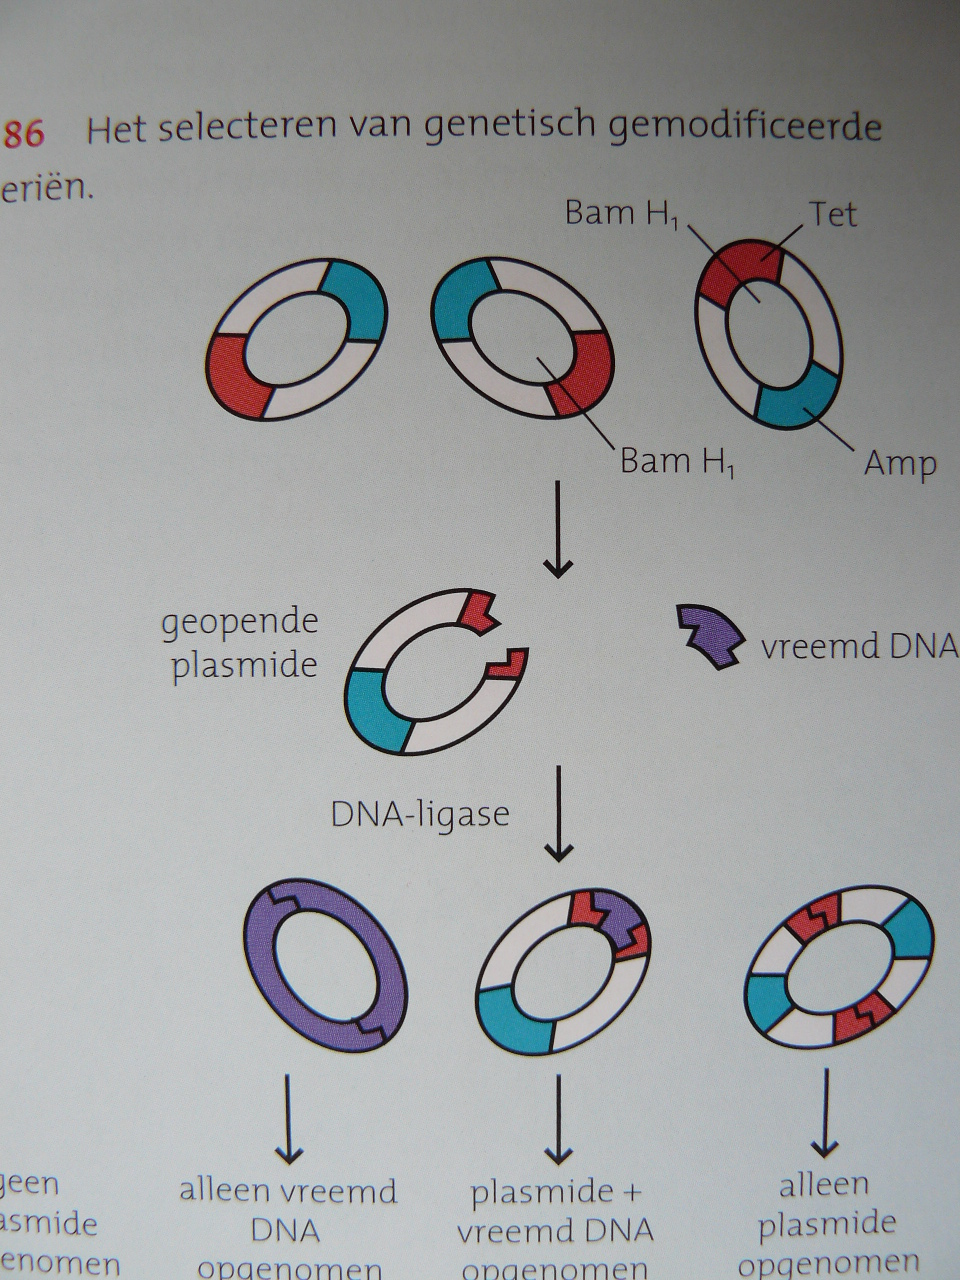 86 Het selecteren van genetisch gemodificeerde
eriën.
Bam H₁
Tet
Bam H₁
Amp
geopende
plasmide
vreemd DNA
DNA-ligase
geen
asmide
enomen
alleen vreemd
DNA
opgenomen
plasmide +
vreemd DNA
opgenomen
alleen
plasmide
opgenomen